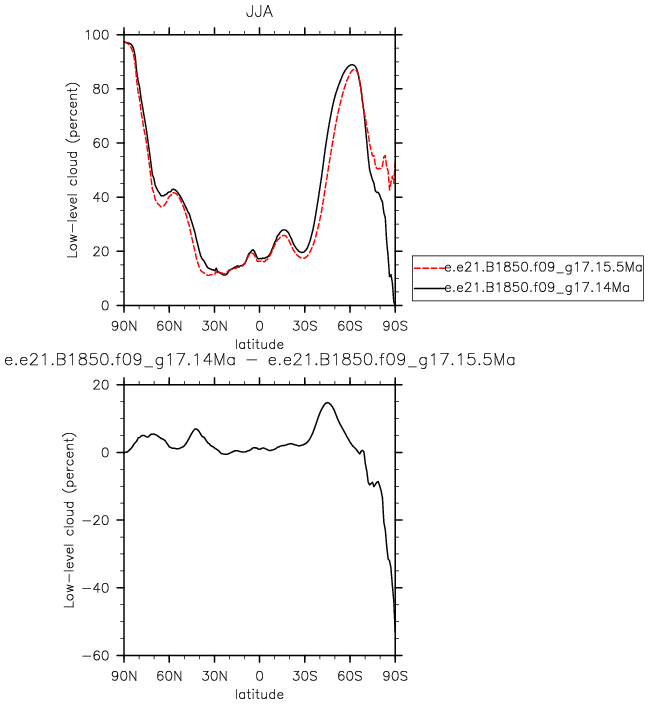 JJA
100
80
60
40
20
0
Low-level cloud (percent)
90N 60N 30N 0 30S 60S 90S
latitude
e.e21.B1850.f09_g17.15.5Ma
e.e21.B1850.f09_g17.14Ma
e.e21.B1850.f09_g17.14Ma - e.e21.B1850.f09_g17.15.5Ma
20
0
-20
-40
-60
Low-level cloud (percent)
90N 60N 30N 0 30S 60S 90S
latitude